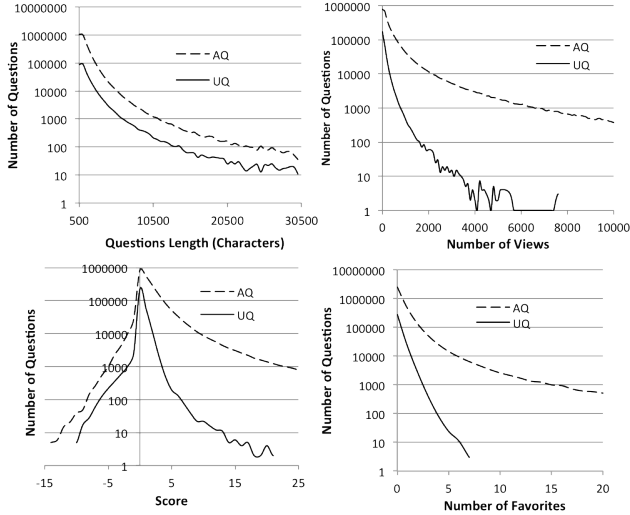 10000000
1000000
100000
10000
1000
100
10
1
Number of Questions
AQ
UQ
500 10500 20500 30500
Questions Length (Characters)
1000000
100000
10000
1000
100
10
1
Number of Questions
AQ
UQ
0 2000 4000 6000 8000 10000
Number of Views
1000000
100000
10000
1000
100
10
1
Number of Questions
AQ
UQ
-15 -5 5 15 25
Score
10000000
1000000
100000
10000
1000
100
10
1
Number of Questions
AQ
UQ
0 5 10 15 20
Number of Favorites